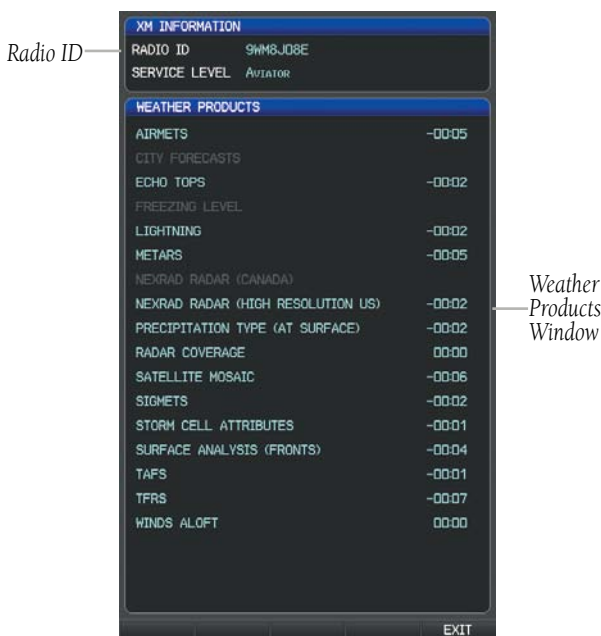 XM INFORMATION
Radio ID
RADIO ID 9WM8J08E
SERVICE LEVEL AVIATOR
WEATHER PRODUCTS
AIRMETS -00:05
CITY FORECASTS
ECHO TOPS -00:02
FREEZING LEVEL
LIGHTNING -00:02
METARS -00:05
NEXRAD RADAR (CANADA)
NEXRAD RADAR (HIGH RESOLUTION US) -00:02
PRECIPITATION TYPE (AT SURFACE) -00:02
RADAR COVERAGE 00:00
SATELLITE MOSAIC -00:06
SIGMETS -00:02
STORM CELL ATTRIBUTES -00:01
SURFACE ANALYSIS (FRONTS) -00:04
TAFS -00:01
TFRS -00:07
WINDS ALOFT 00:00
Weather
Products
Window
EXIT